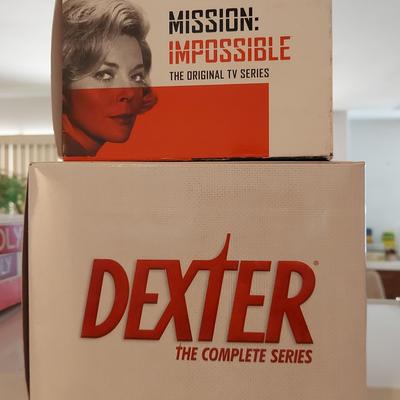 MISSION:
IMPOSSIBLE
THE ORIGINAL TV SERIES
DEXTER®
THE COMPLETE SERIES